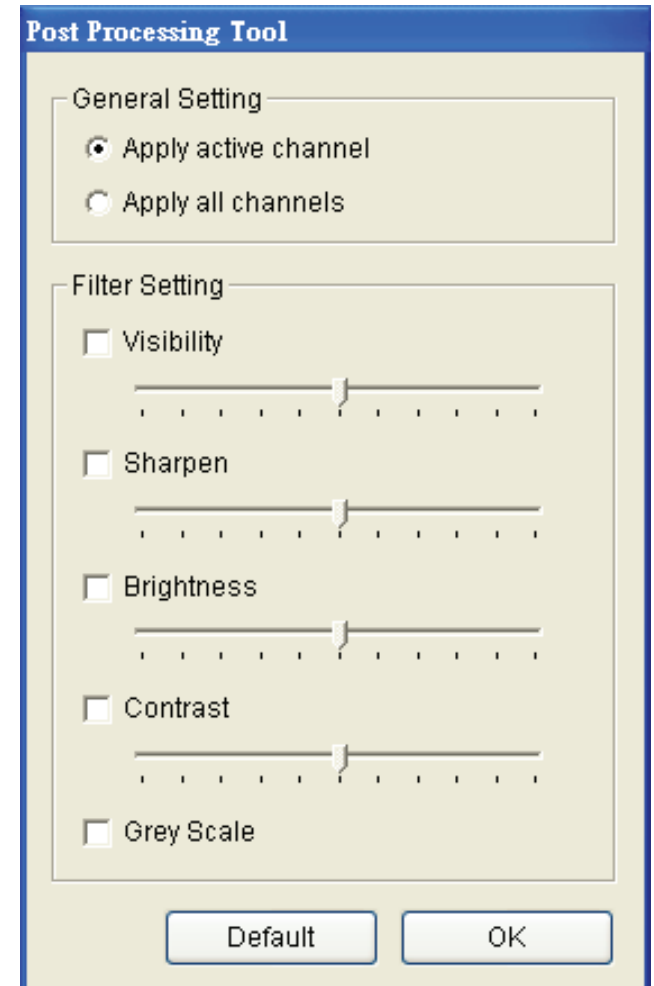 Post Processing Tool
General Setting
Apply active channel
Apply all channels
Filter Setting
Visibility
Sharpen
Brightness
Contrast
Grey Scale
Default OK